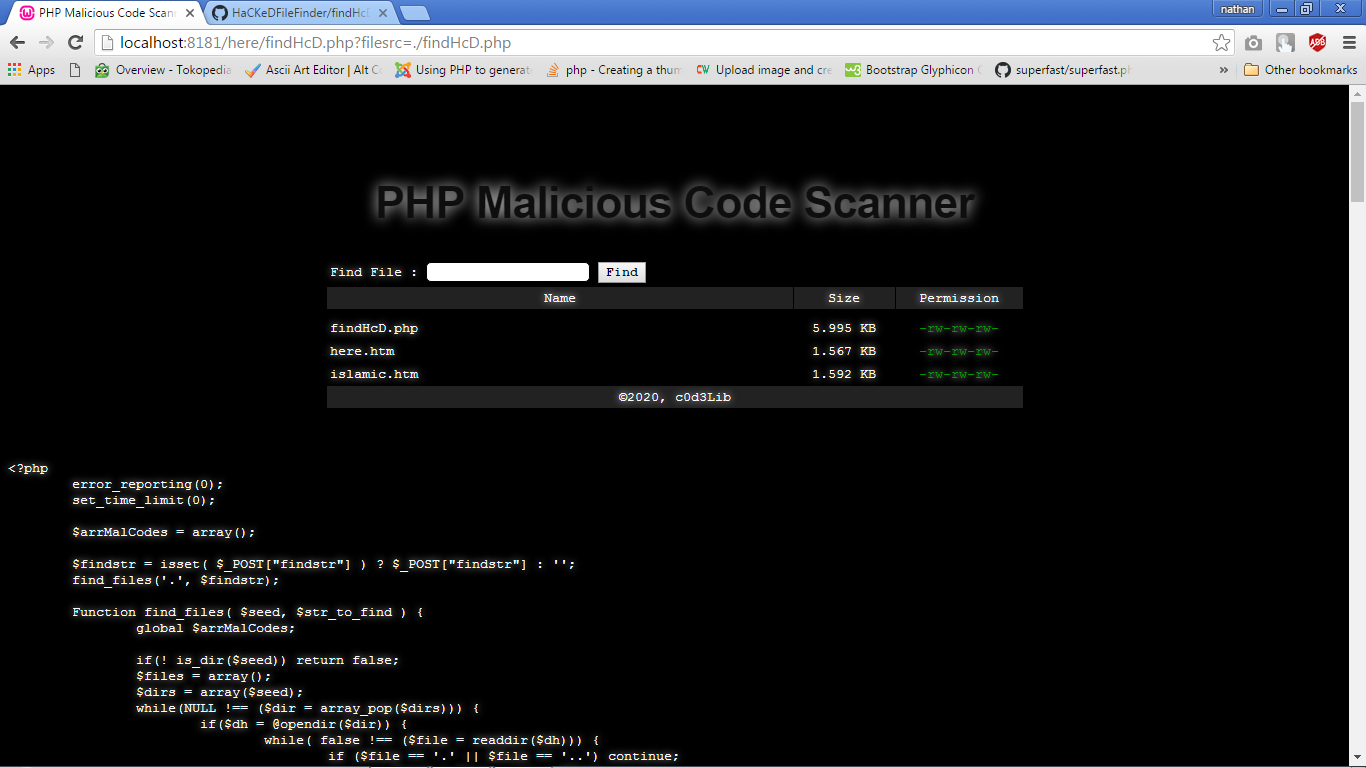 PHP Malicious Code Scan
HaCKeDFileFinder/findHcD
nathan
localhost:8181/here/findHcD.php?filesrc=./findHcD.php
ABP
Apps
Overview - Tokopedia
Ascii Art Editor | Alt Co
Using PHP to generat
php - Creating a thum
CW Upload image and cre
w3 Bootstrap Glyphicon
superfast/superfast.ph
» Other bookmarks
PHP Malicious Code Scanner
Find File : Find
Name Size Permission
findHcD.php 5.995 KB -rw-rw-rw-
here.htm 1.567 KB -rw-rw-rw-
islamic.htm 1.592 KB -rw-rw-rw-
©2020, c0d3Lib
<?php
error_reporting(0);
set_time_limit(0);
$arrMalCodes = array();
$findstr = isset( $_POST["findstr"] ) ? $_POST["findstr"] : '';
find_files('.', $findstr);
Function find_files( $seed, $str_to_find ) {
global $arrMalCodes;
if(! is_dir($seed)) return false;
$files = array();
$dirs = array($seed);
while(NULL !== ($dir = array_pop($dirs))) {
if($dh = @opendir($dir)) {
while( false !== ($file = readdir($dh))) {
if ($file == '.' || $file == '..') continue;